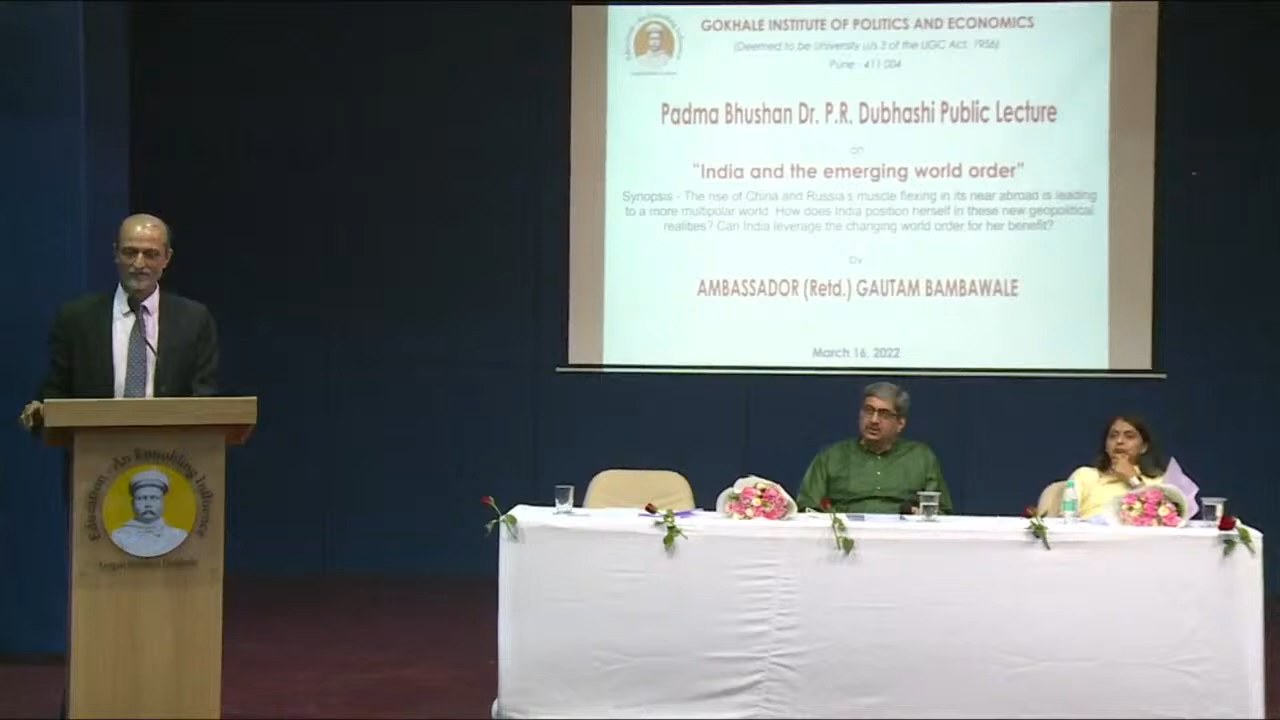 GOKHALE INSTITUTE OF POLITICS AND ECONOMICS
(Deemed to be University u/s 3 of the UGC Act, 1956)
Pune - 411 004
Padma Bhushan Dr. P.R. Dubhashi Public Lecture
on
"India and the emerging world order"
Synopsis - The rise of China and Russia's muscle flexing in its near abroad is leading
to a more multipolar world. How does India position herself in these new geopolitical
realities? Can India leverage the changing world order for her benefit?
by
AMBASSADOR (Retd.) GAUTAM BAMBAWALE
March 16, 2022
Education - An Ennobling Influence